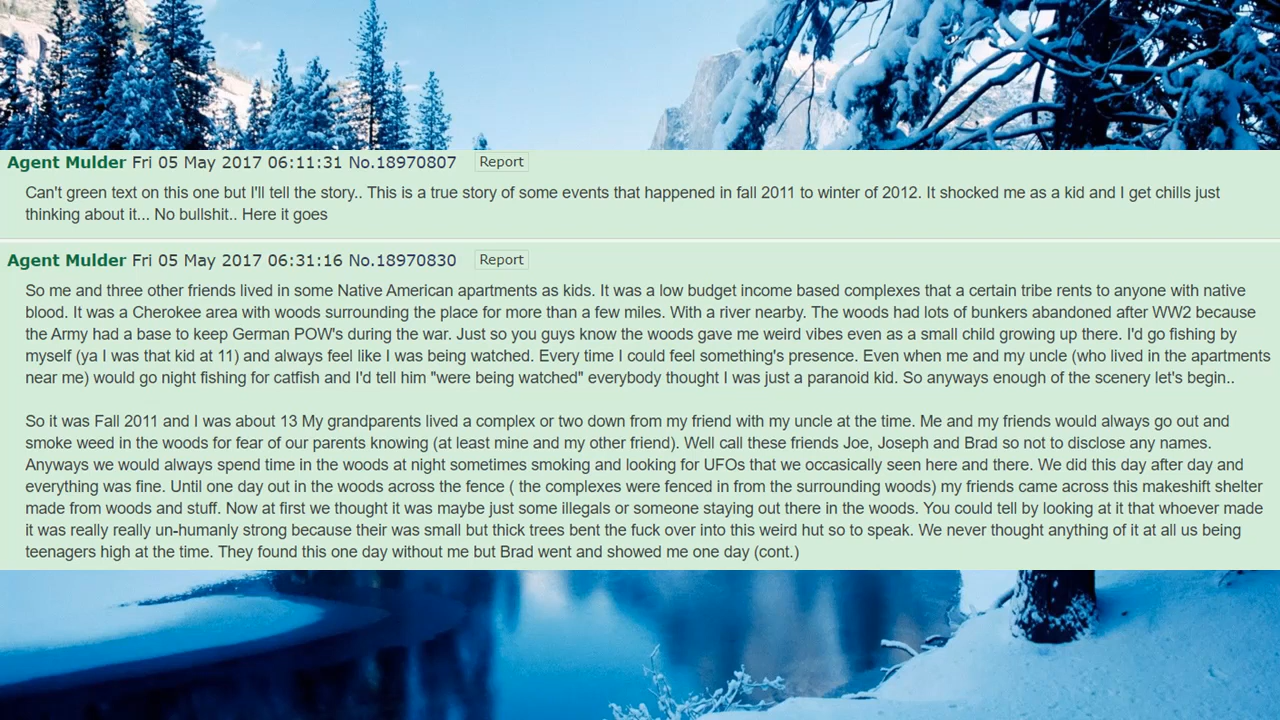 Agent Mulder Fri 05 May 2017 06:11:31 No.18970807 Report
Can't green text on this one but I'll tell the story.. This is a true story of some events that happened in fall 2011 to winter of 2012. It shocked me as a kid and I get chills just
thinking about it... No bullshit.. Here it goes
Agent Mulder Fri 05 May 2017 06:31:16 No.18970830 Report
So me and three other friends lived in some Native American apartments as kids. It was a low budget income based complexes that a certain tribe rents to anyone with native
blood. It was a Cherokee area with woods surrounding the place for more than a few miles. With a river nearby. The woods had lots of bunkers abandoned after WW2 because
the Army had a base to keep German POW's during the war. Just so you guys know the woods gave me weird vibes even as a small child growing up there. I'd go fishing by
myself (ya I was that kid at 11) and always feel like I was being watched. Every time I could feel something's presence. Even when me and my uncle (who lived in the apartments
near me) would go night fishing for catfish and I'd tell him "were being watched" everybody thought I was just a paranoid kid. So anyways enough of the scenery let's begin..
So it was Fall 2011 and I was about 13 My grandparents lived a complex or two down from my friend with my uncle at the time. Me and my friends would always go out and
smoke weed in the woods for fear of our parents knowing (at least mine and my other friend). Well call these friends Joe, Joseph and Brad so not to disclose any names.
Anyways we would always spend time in the woods at night sometimes smoking and looking for UFOs that we occasically seen here and there. We did this day after day and
everything was fine. Until one day out in the woods across the fence ( the complexes were fenced in from the surrounding woods) my friends came across this makeshift shelter
made from woods and stuff. Now at first we thought it was maybe just some illegals or someone staying out there in the woods. You could tell by looking at it that whoever made
it was really really un-humanly strong because their was small but thick trees bent the fuck over into this weird hut so to speak. We never thought anything of it at all us being
teenagers high at the time. They found this one day without me but Brad went and showed me one day (cont.)